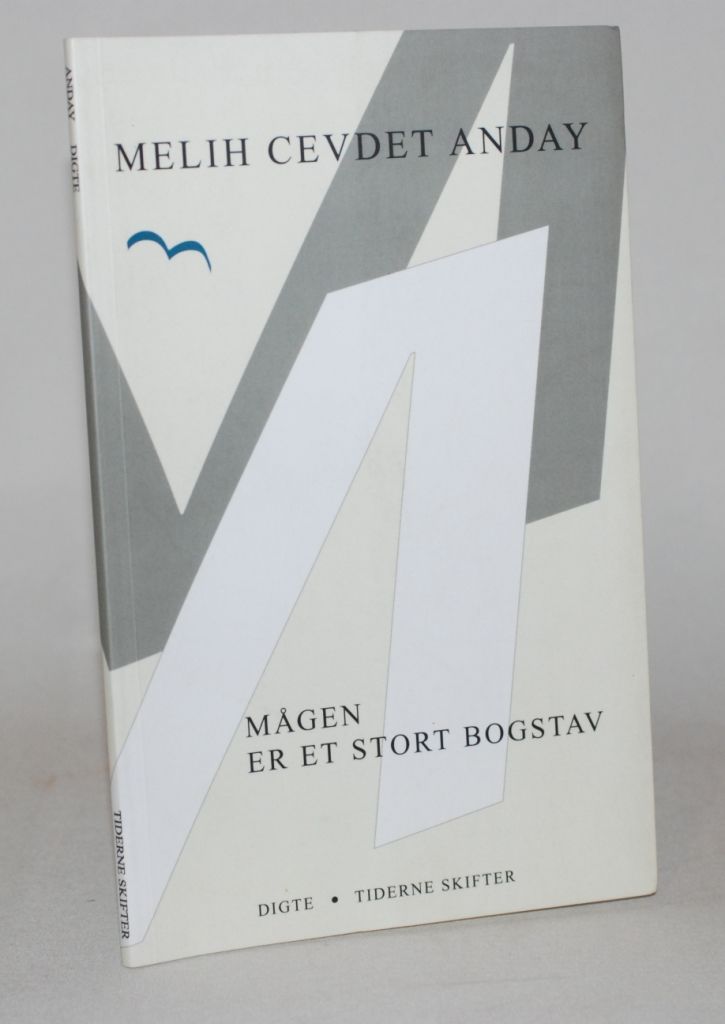 MELIH CEVDET ANDAY
MÅGEN
ER ET STORT BOGSTAV
DIGTE • TIDERNE SKIFTER
ANDAY DIGTE
TIDERNE SKIFTER